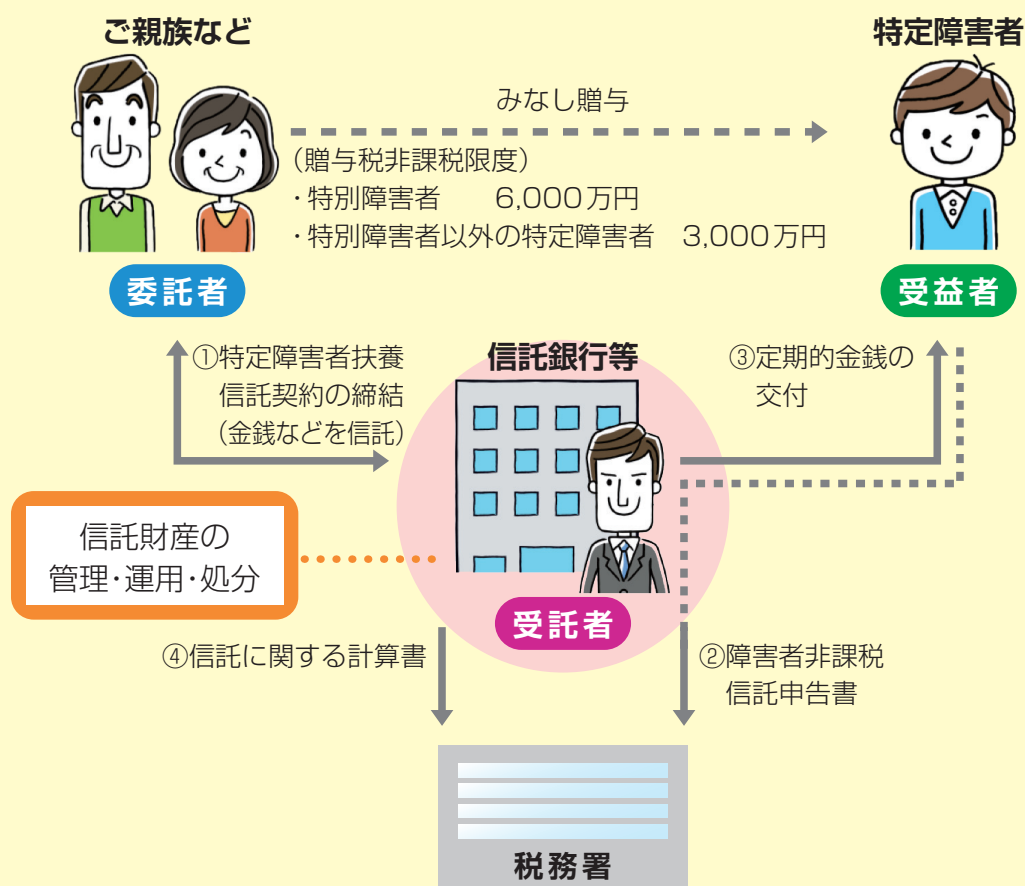 ご親族など
特定障害者
みなし贈与
(贈与税非課税限度)
・特別障害者 6,000万円
・特別障害者以外の特定障害者 3,000万円
委託者
受益者
①特定障害者扶養
信託契約の締結
(金銭などを信託)
信託銀行等
③定期的金銭の
交付
信託財産の
管理・運用・処分
受託者
④信託に関する計算書
②障害者非課税
信託申告書
税務署